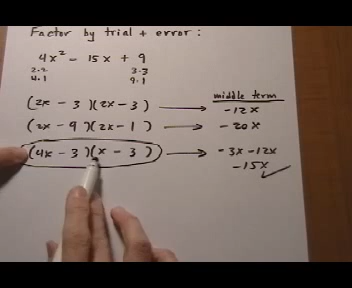 Factor by trial + error :
4x² - 15x + 9
2·2 3·3
4·1 9·1
middle term
(2x - 3)(2x - 3) → -12x
(2x - 9)(2x - 1) → -20x
(4x - 3)(x - 3) → -3x -12x
-15x ✓